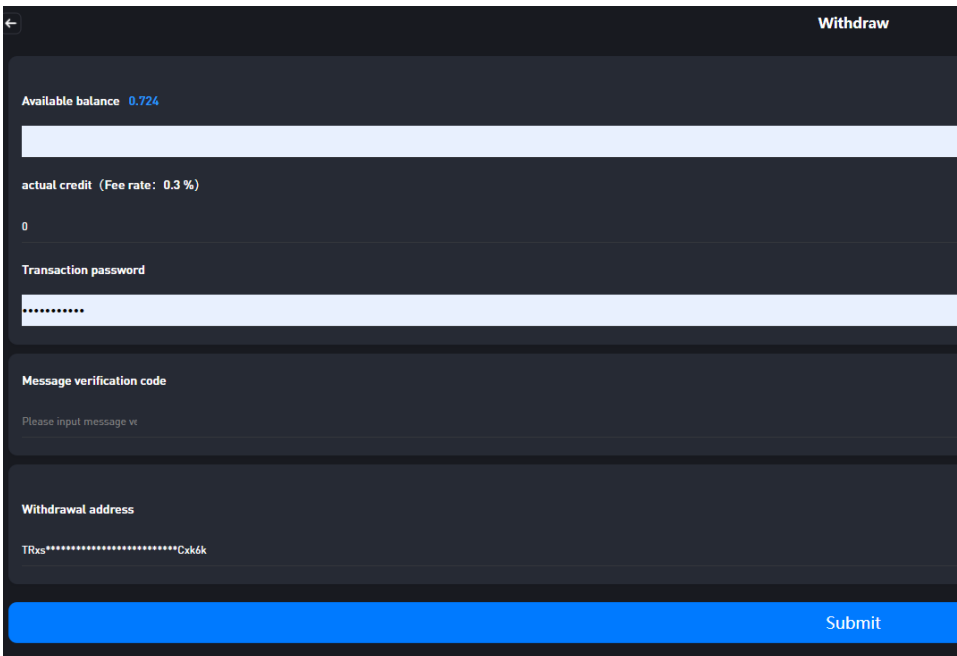 Withdraw
Available balance 0.724
actual credit（Fee rate：0.3 %）
0
Transaction password
•••••••••••
Message verification code
Please input message ve
Withdrawal address
TRxs**************************Cxk6k
Submit